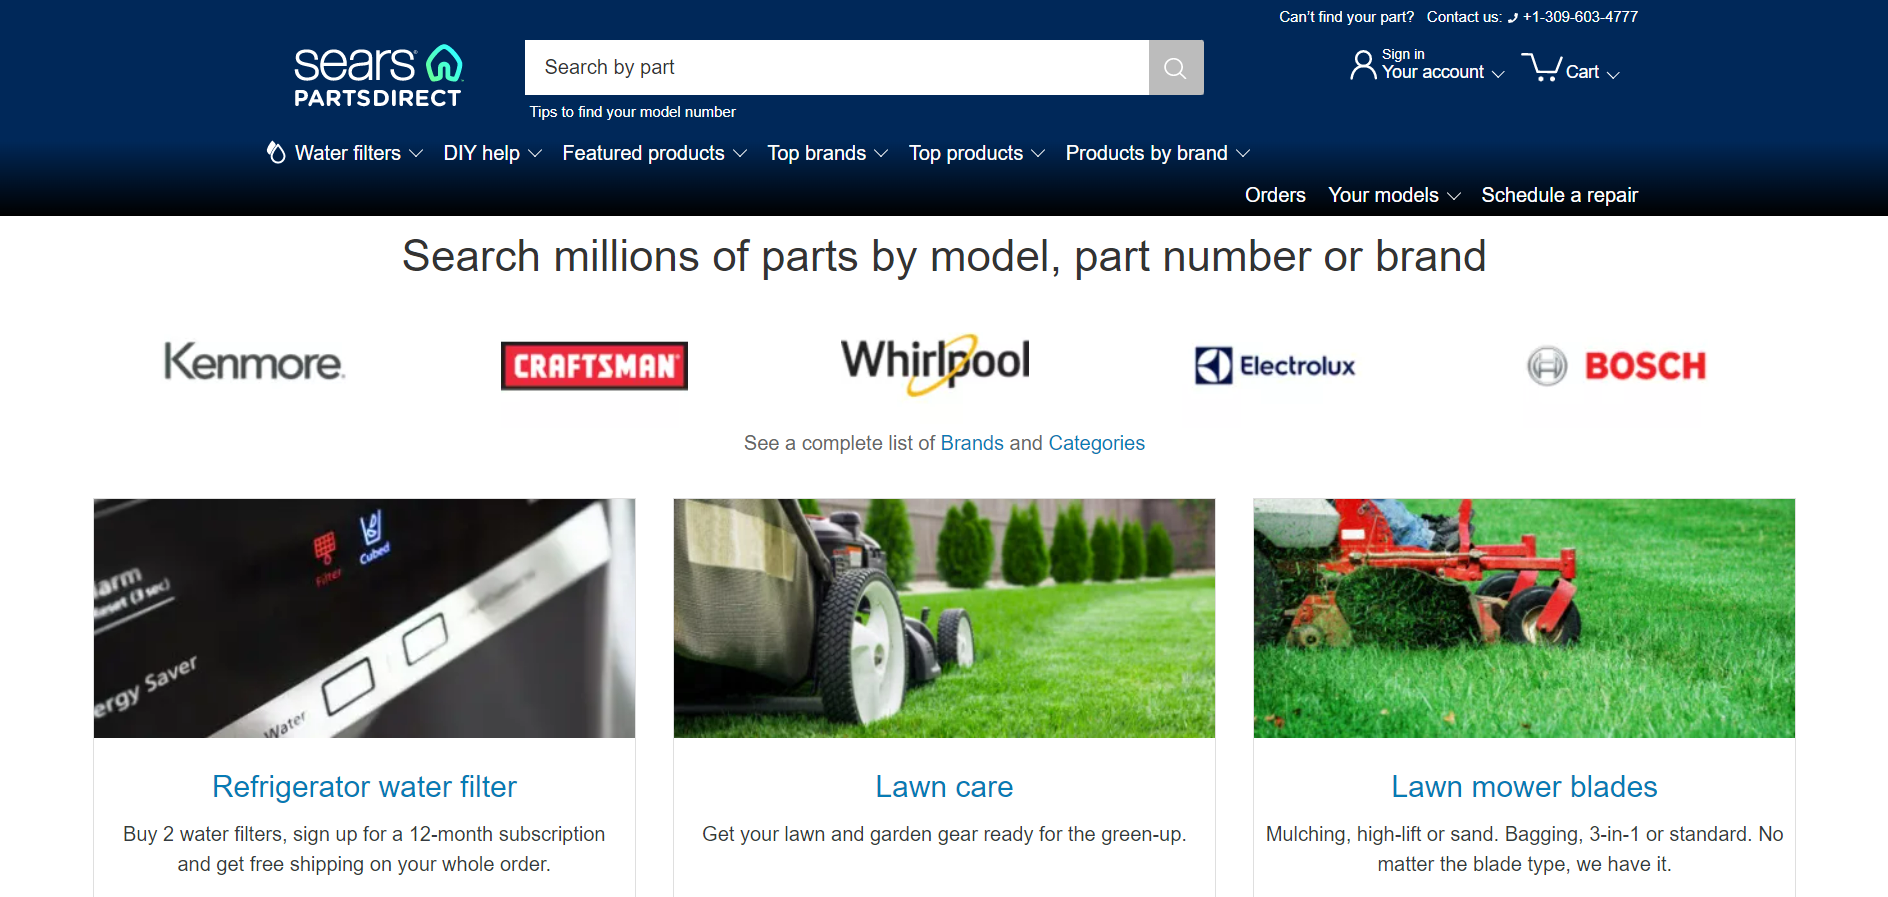 Can't find your part? Contact us: +1-309-603-4777
sears
PARTSDIRECT
Search by part
Sign in
Your account
Cart
Tips to find your model number
Water filters DIY help Featured products Top brands Top products Products by brand
Orders Your models Schedule a repair
Search millions of parts by model, part number or brand
Kenmore
CRAFTSMAN
Whirlpool
Electrolux
BOSCH
See a complete list of Brands and Categories
Filter
Cubed
larm
eset (3 sec)
ergy Saver
Water
Refrigerator water filter
Buy 2 water filters, sign up for a 12-month subscription
and get free shipping on your whole order.
Lawn care
Get your lawn and garden gear ready for the green-up.
Lawn mower blades
Mulching, high-lift or sand. Bagging, 3-in-1 or standard. No
matter the blade type, we have it.